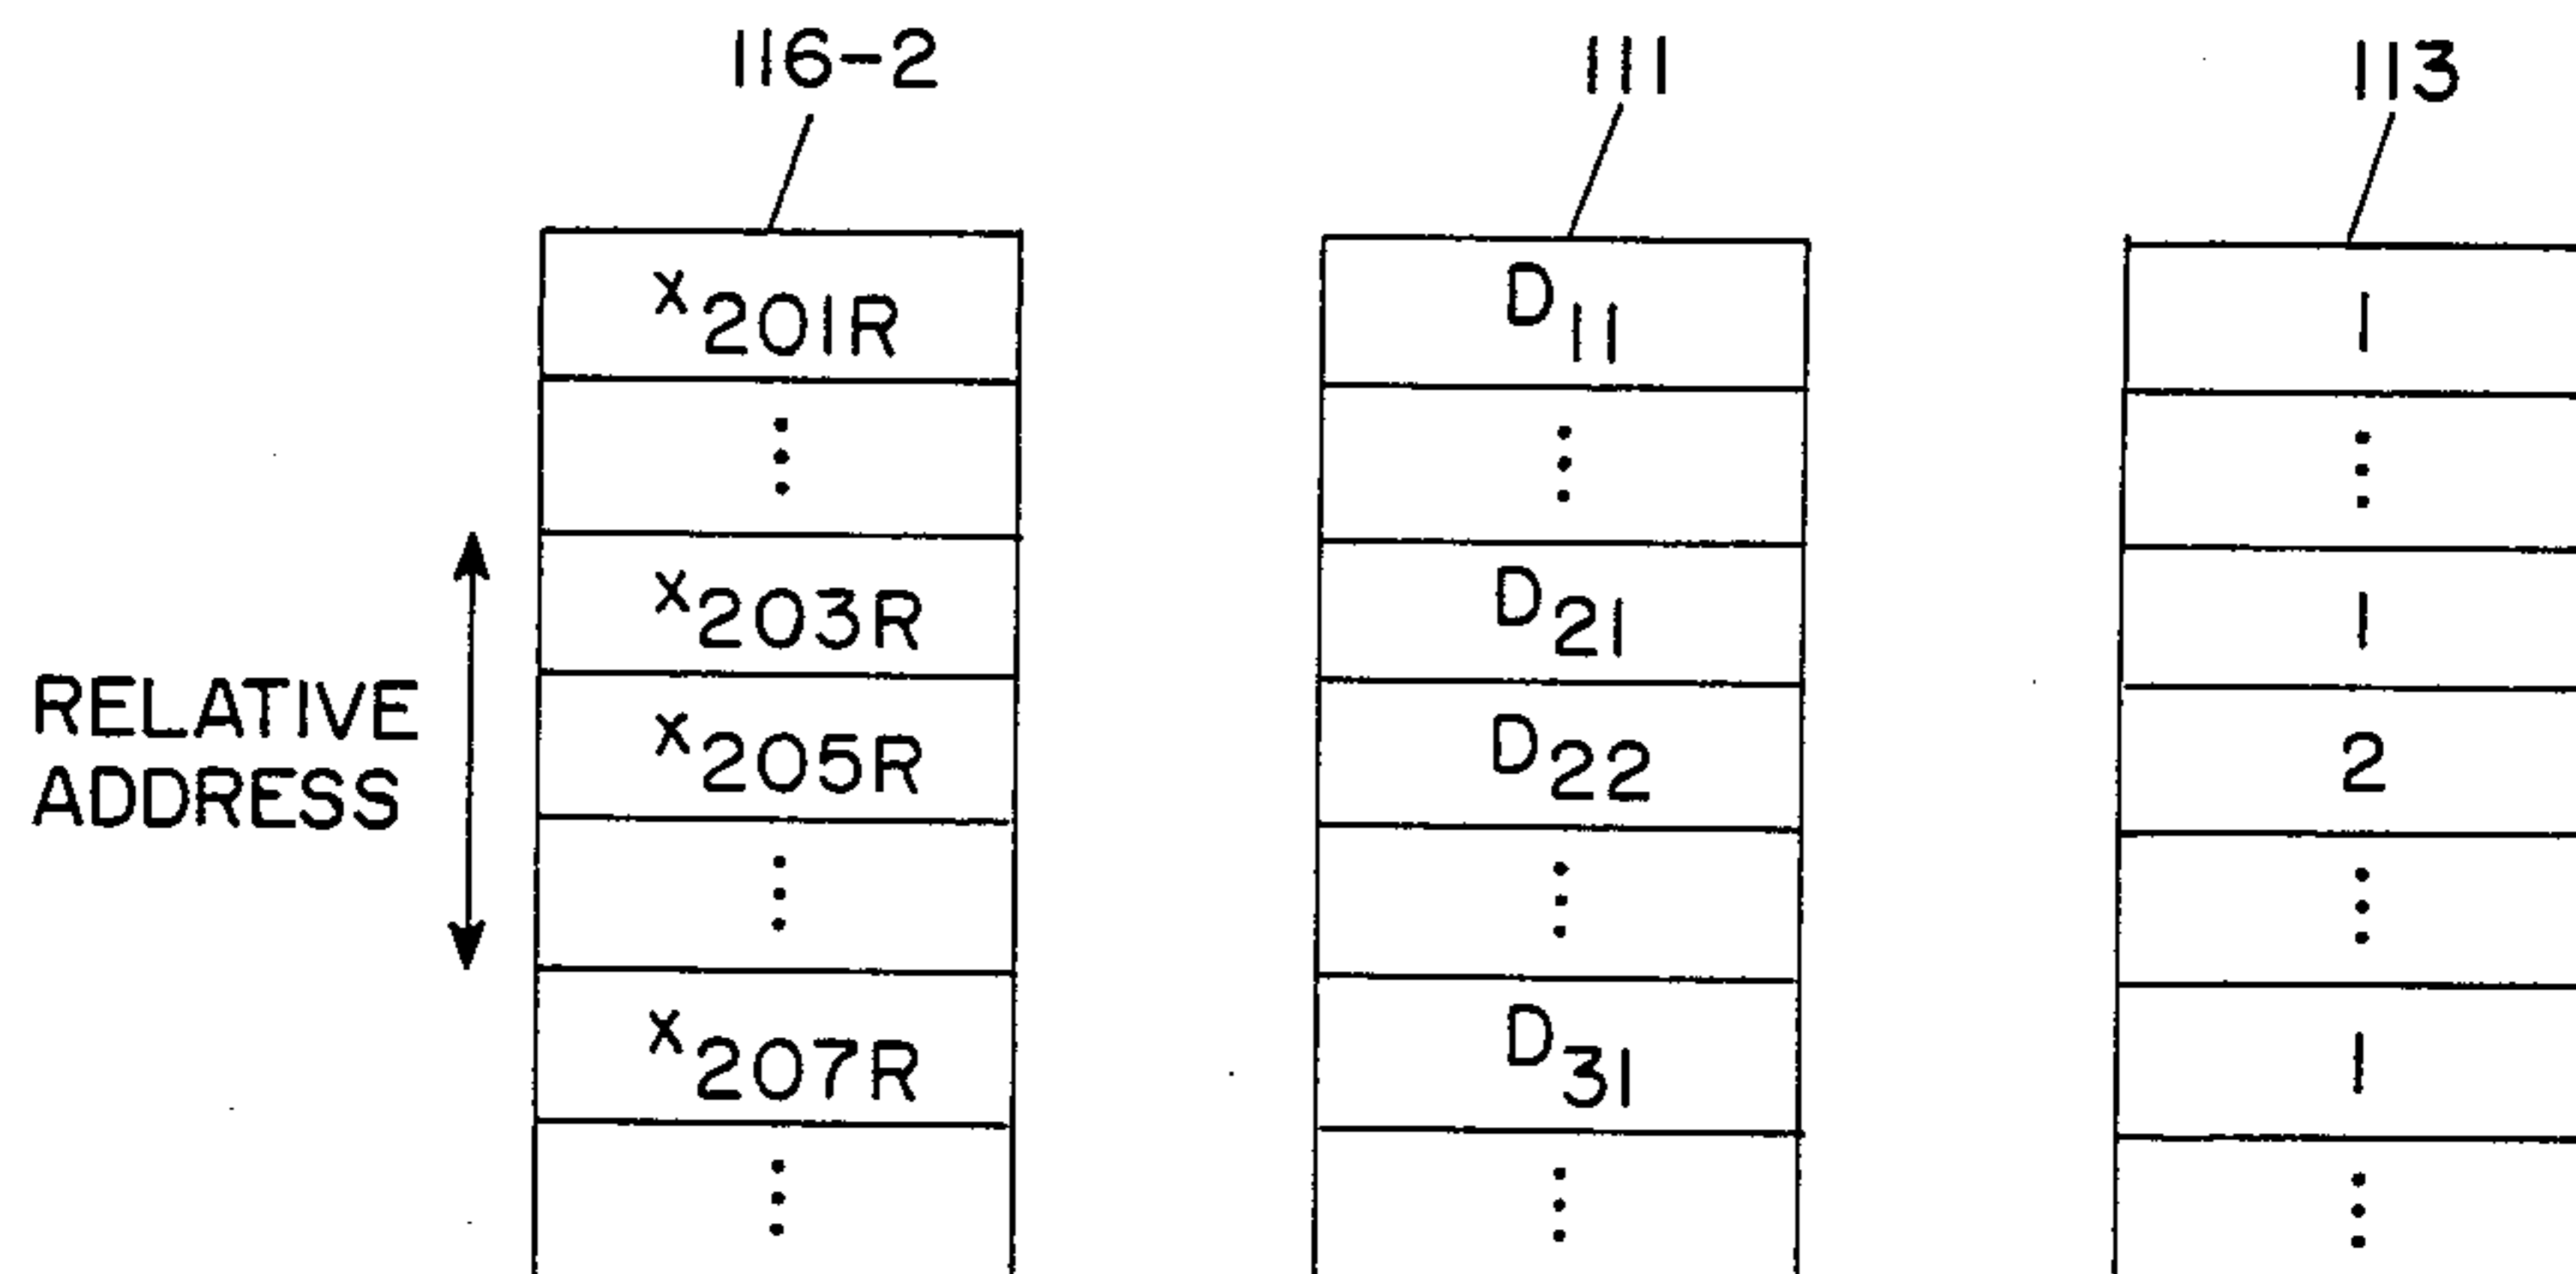 116-2 111 113
x201R D11 1
⋮ ⋮ ⋮
x203R D21 1
RELATIVE
ADDRESS
x205R D22 2
⋮ ⋮ ⋮
x207R D31 1
⋮ ⋮ ⋮